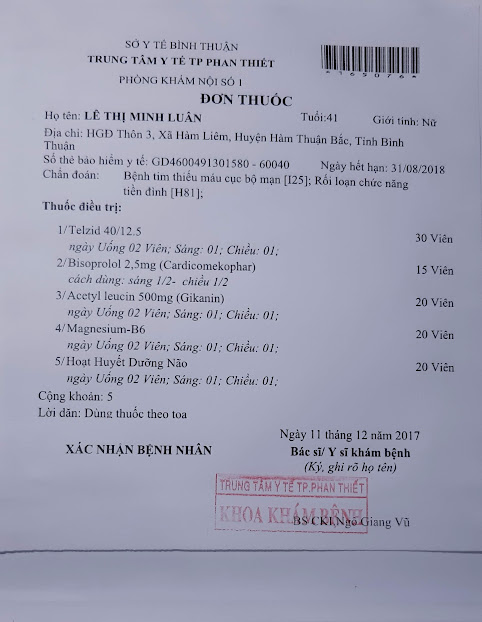 SỞ Y TẾ BÌNH THUẬN
TRUNG TÂM Y TẾ TP PHAN THIẾT
PHÒNG KHÁM NỘI SỐ 1
*165076*
ĐƠN THUỐC
Họ tên: LÊ THỊ MINH LUÂN Tuổi:41 Giới tính: Nữ
Địa chỉ: HGĐ Thôn 3, Xã Hàm Liêm, Huyện Hàm Thuận Bắc, Tỉnh Bình
Thuận
Số thẻ bảo hiểm y tế: GD4600491301580 - 60040 Ngày hết hạn: 31/08/2018
Chẩn đoán: Bệnh tim thiếu máu cục bộ mạn [I25]; Rối loạn chức năng
tiền đình [H81];
Thuốc điều trị:
1/Telzid 40/12.5 30 Viên
ngày Uống 02 Viên; Sáng: 01; Chiều: 01;
2/Bisoprolol 2,5mg (Cardicomekophar) 15 Viên
cách dùng: sáng 1/2- chiều 1/2
3/Acetyl leucin 500mg (Gikanin) 20 Viên
ngày Uống 02 Viên; Sáng: 01; Chiều: 01;
4/Magnesium-B6 20 Viên
ngày Uống 02 Viên; Sáng: 01; Chiều: 01;
5/Hoạt Huyết Dưỡng Não 20 Viên
ngày Uống 02 Viên; Sáng: 01; Chiều: 01;
Cộng khoản: 5
Lời dãn: Dùng thuốc theo toa
Ngày 11 tháng 12 năm 2017
XÁC NHẬN BỆNH NHÂN Bác sĩ/ Y sĩ khám bệnh
(Ký, ghi rõ họ tên)
TRUNG TÂM Y TẾ TP.PHAN THIẾT
KHOA KHÁM BỆNH
BS CKI,Ngô Giang Vũ